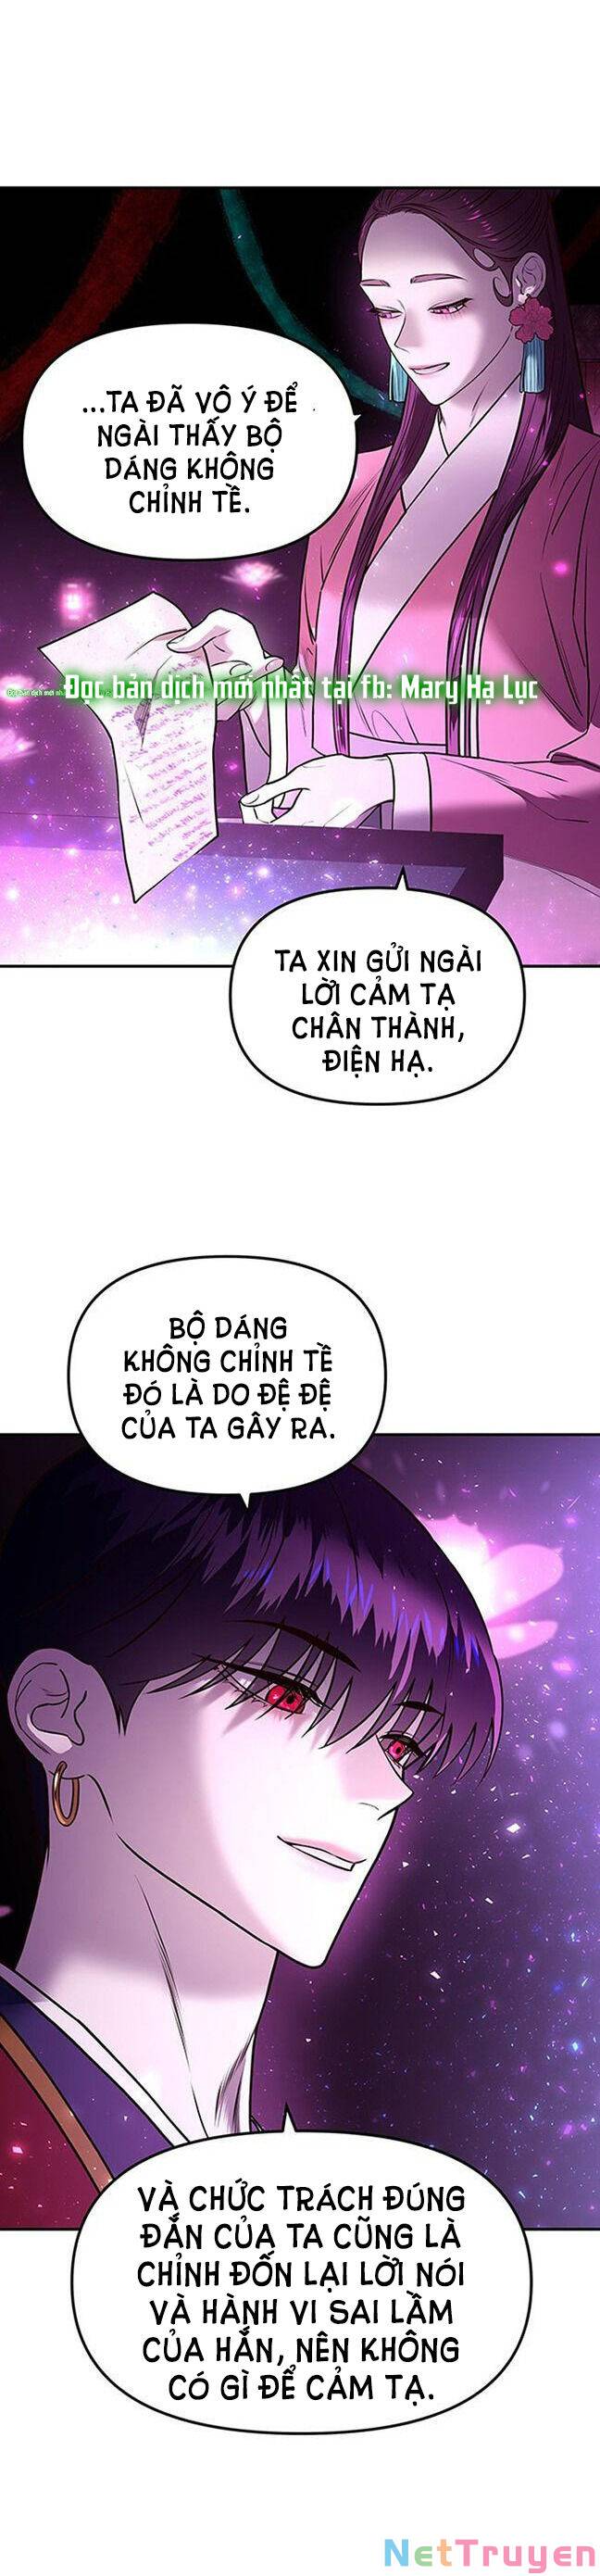 ...TA ĐÃ VÔ Ý ĐỂ
NGÀI THẤY BỘ
DÁNG KHÔNG
CHỈNH TỀ.
Đọc bản dịch mới nhất tại fb: Mary Hạ Lục
TA XIN GỬI NGÀI
LỜI CẢM TẠ
CHÂN THÀNH,
ĐIỆN HẠ.
BỘ DÁNG
KHÔNG CHỈNH TỀ
ĐÓ LÀ DO ĐỆ ĐỆ
CỦA TA GÂY RA.
VÀ CHỨC TRÁCH ĐÚNG
ĐẮN CỦA TA CŨNG LÀ
CHỈNH ĐỐN LẠI LỜI NÓI
VÀ HÀNH VI SAI LẦM
CỦA HẮN, NÊN KHÔNG
CÓ GÌ ĐỂ CẢM TẠ.
NetTruyen